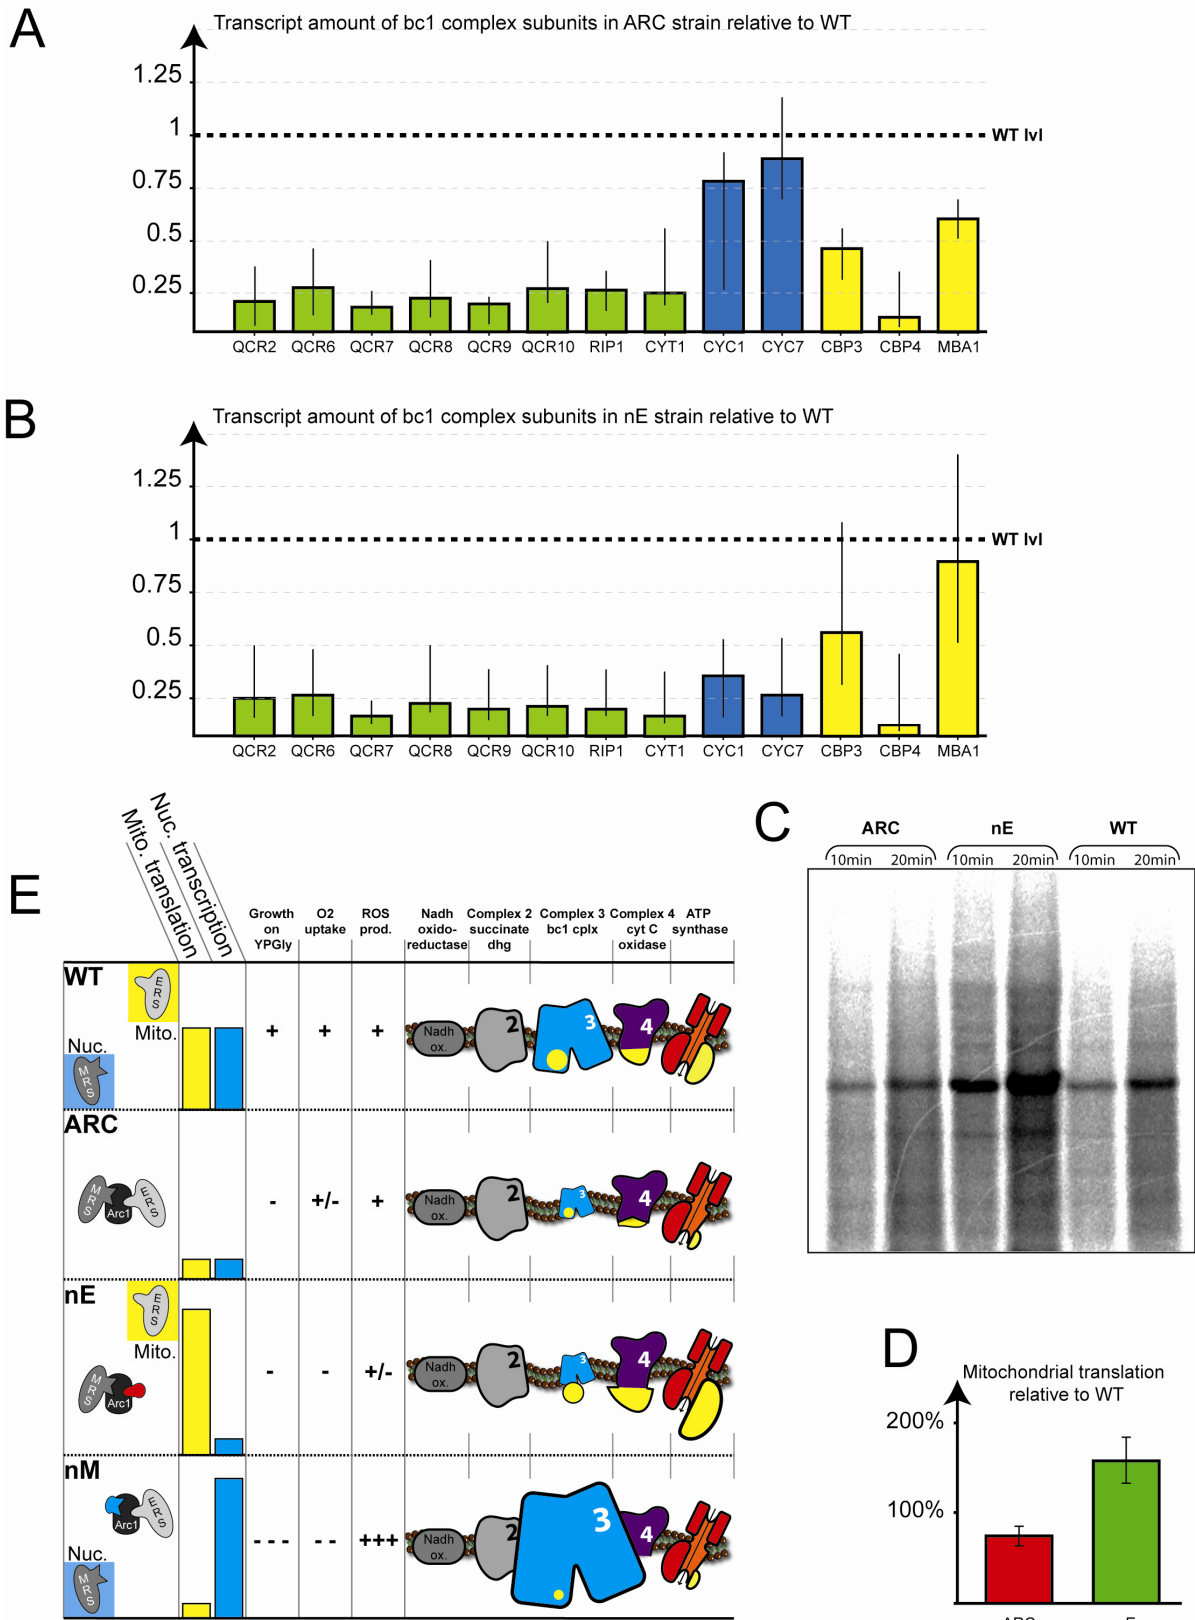 A
Transcript amount of bc1 complex subunits in ARC strain relative to WT
1.25
1
WT lvl
0.75
0.5
0.25
QCR2 QCR6 QCR7 QCR8 QCR9 QCR10 RIP1 CYT1 CYC1 CYC7 CBP3 CBP4 MBA1
B
Transcript amount of bc1 complex subunits in nE strain relative to WT
1.25
1
WT lvl
0.75
0.5
0.25
QCR2 QCR6 QCR7 QCR8 QCR9 QCR10 RIP1 CYT1 CYC1 CYC7 CBP3 CBP4 MBA1
C
ARC nE WT
10min 20min 10min 20min 10min 20min
D
Mitochondrial translation
relative to WT
200%
100%
E
Nuc. transcription
Mito. translation
Growth
on
YPGly
O2
uptake
ROS
prod.
Nadh
oxido-
reductase
Complex 2
succinate
dhg
Complex 3
bc1 cplx
Complex 4
cyt C
oxidase
ATP
synthase
WT
ERS
Mito.
Nuc.
MRS
+ + +
Nadh
ox.
2 3 4
ARC
MRS
Arc1
ERS
- +/- +
Nadh
ox.
2 3 4
nE
ERS
Mito.
MRS
Arc1
- - +/-
Nadh
ox.
2 3 4
nM
Arc1
ERS
Nuc.
MRS
- - - - - +++
Nadh
ox.
2 3 4